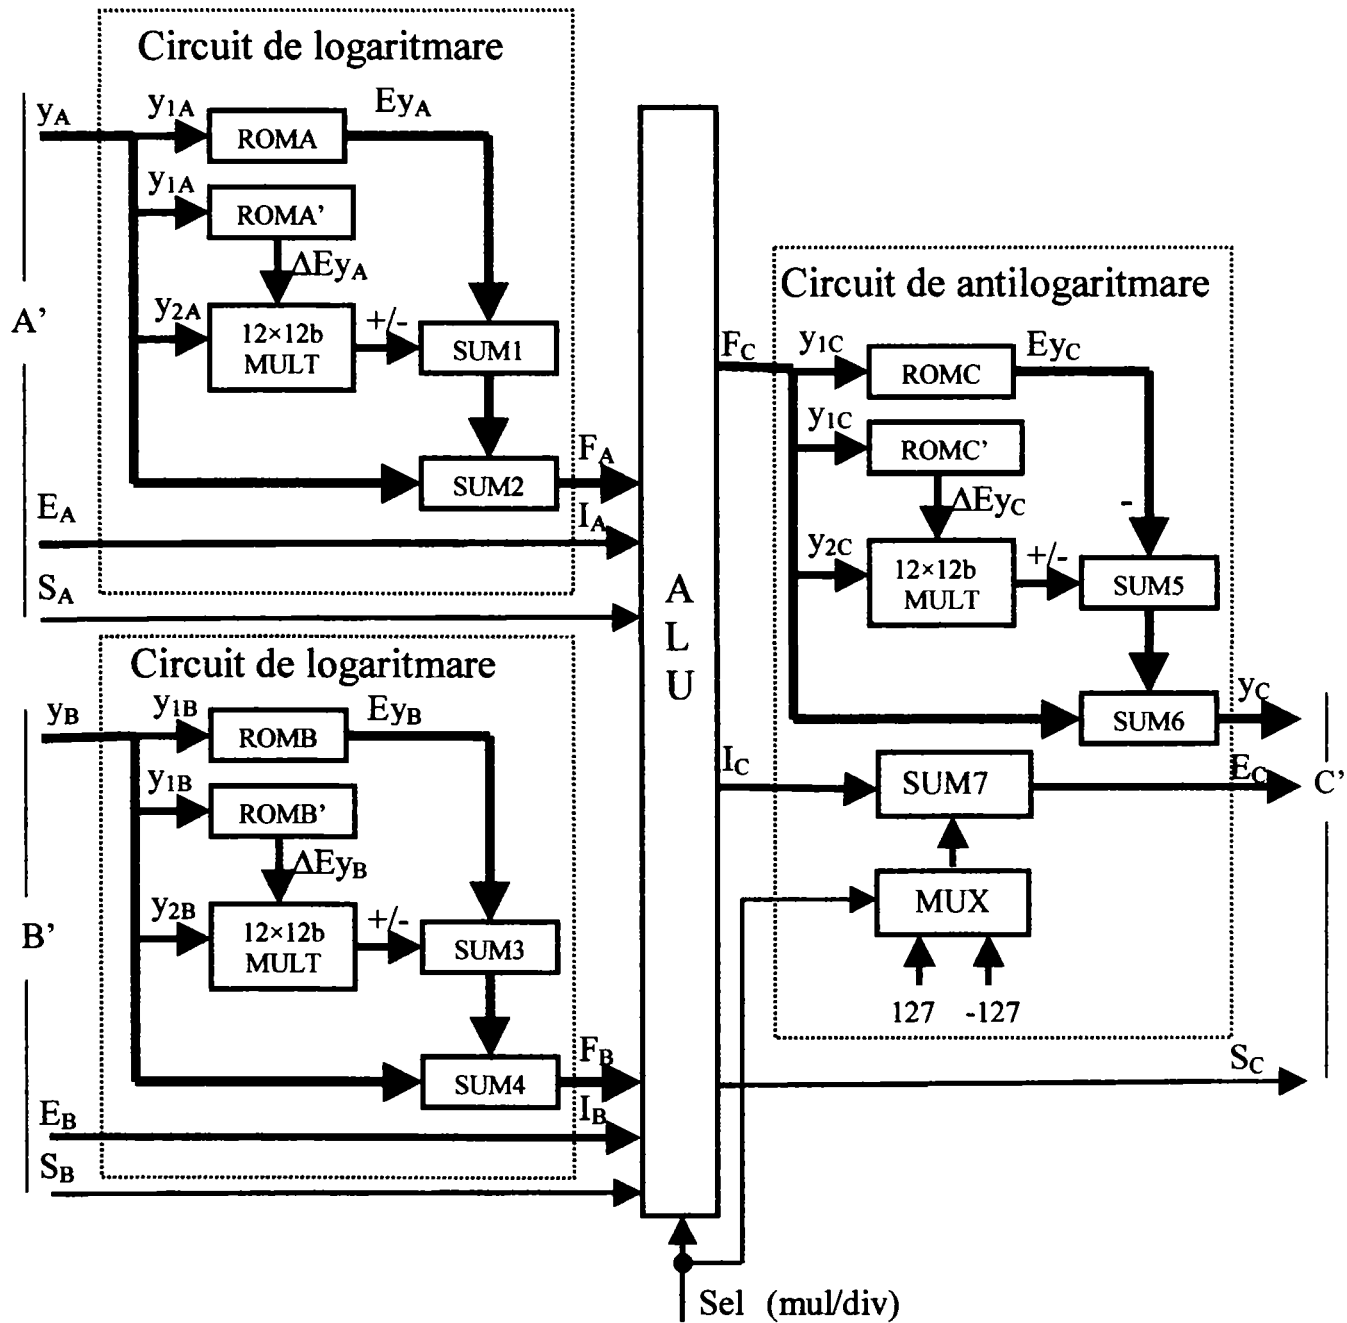 Circuit de logaritmare
yA
y1A
ROMA
EyA
y1A
ROMA’
ΔEyA
y2A
12×12b
MULT
+/-
SUM1
SUM2
FA
A’
EA
IA
SA
Circuit de logaritmare
yB
y1B
ROMB
EyB
y1B
ROMB’
ΔEyB
y2B
12×12b
MULT
+/-
SUM3
SUM4
FB
B’
EB
IB
SB
A
L
U
Sel (mul/div)
Circuit de antilogaritmare
FC
y1C
ROMC
EyC
y1C
ROMC’
ΔEyC
-
y2C
12×12b
MULT
+/-
SUM5
SUM6
yC
IC
SUM7
EC
C’
MUX
127 -127
SC